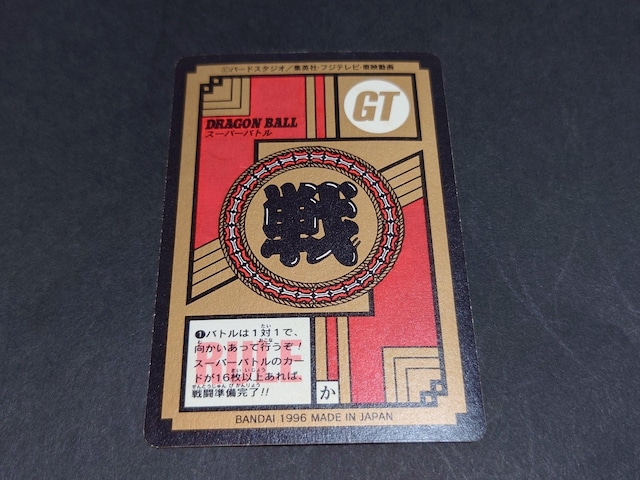 ©バードスタジオ／集英社・フジテレビ・東映動画
GT
DRAGON BALL
スーパーバトル
戦
RULE
❶バトルは1対1で、
向かいあって行うぞ！
スーパーバトルのカー
ドが16枚以上あれば、
戦闘準備完了!!
か
BANDAI 1996 MADE IN JAPAN